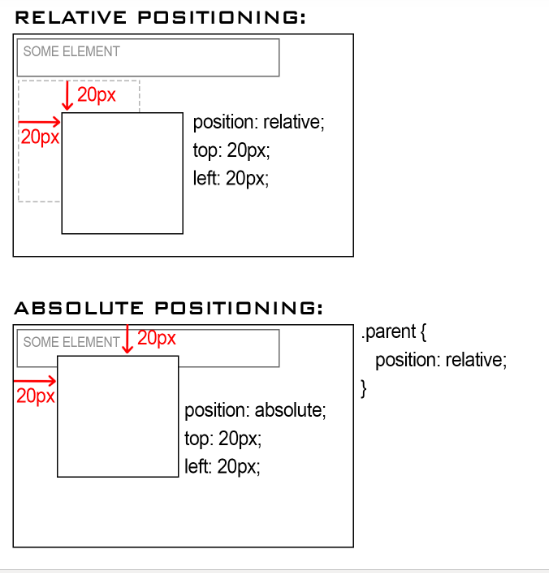 RELATIVE POSITIONING:
SOME ELEMENT
20px
20px
position: relative;
top: 20px;
left: 20px;
ABSOLUTE POSITIONING:
SOME ELEMENT
20px
20px
position: absolute;
top: 20px;
left: 20px;
.parent {
position: relative;
}